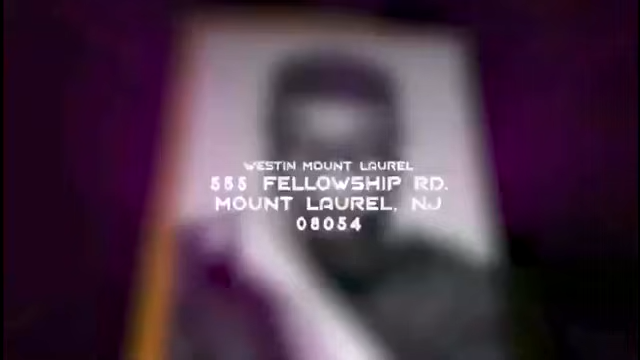 WESTIN MOUNT LAUREL
555 FELLOWSHIP RD.
MOUNT LAUREL, NJ
08054